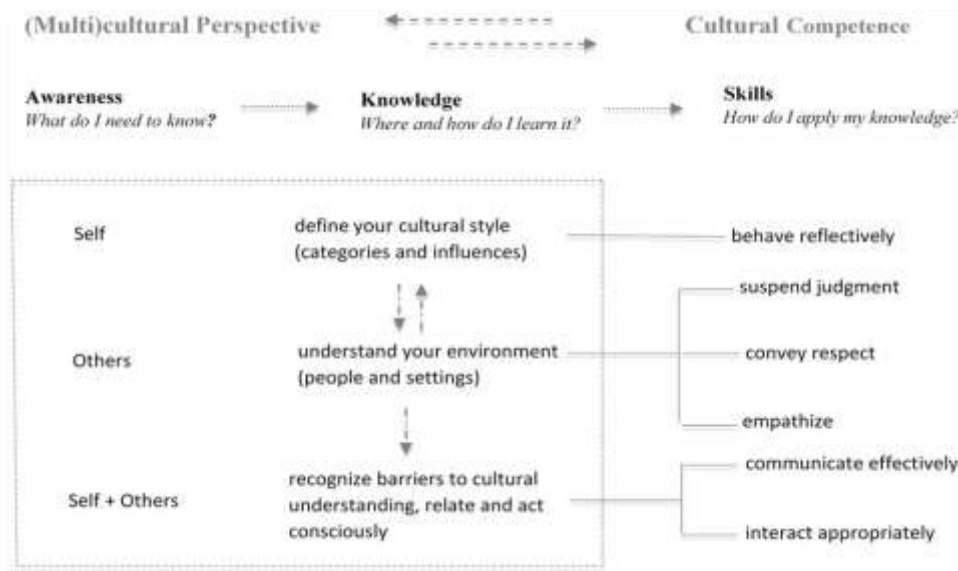 (Multi)cultural Perspective
Cultural Competence
Awareness
What do I need to know?
Knowledge
Where and how do I learn it?
Skills
How do I apply my knowledge?
Self
define your cultural style
(categories and influences)
behave reflectively
suspend judgment
Others
understand your environment
(people and settings)
convey respect
empathize
Self + Others
recognize barriers to cultural
understanding, relate and act
consciously
communicate effectively
interact appropriately